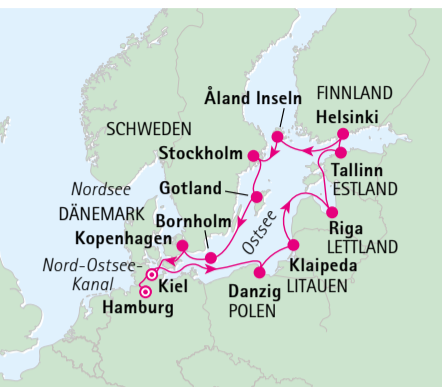 FINNLAND
Åland Inseln
Helsinki
SCHWEDEN
Stockholm
Tallinn
ESTLAND
Nordsee
Gotland
DÄNEMARK
Bornholm
Ostsee
Riga
LETTLAND
Kopenhagen
Nord-Ostsee-
Kanal
Kiel
Klaipeda
LITAUEN
Danzig
POLEN
Hamburg